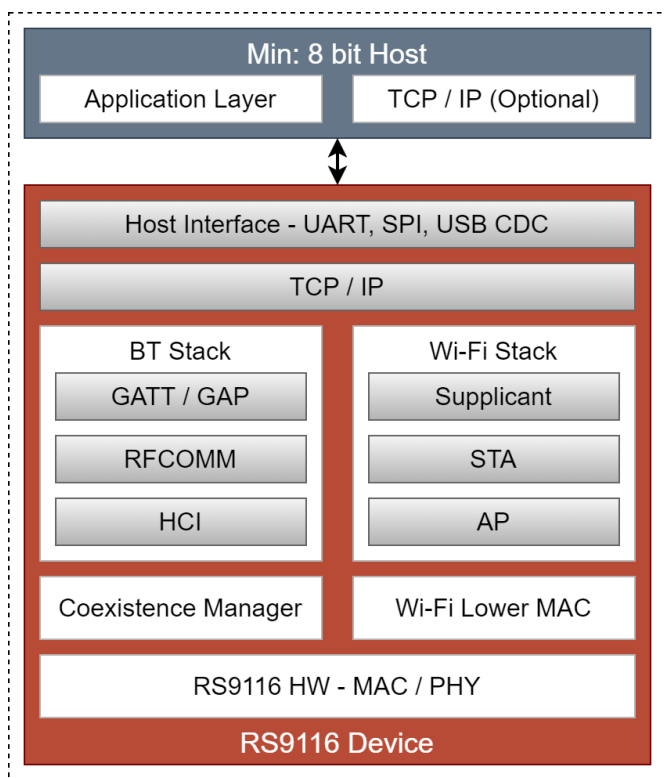 Min: 8 bit Host
Application Layer
TCP / IP (Optional)
Host Interface - UART, SPI, USB CDC
TCP / IP
BT Stack
GATT / GAP
RFCOMM
HCI
Wi-Fi Stack
Supplicant
STA
AP
Coexistence Manager
Wi-Fi Lower MAC
RS9116 HW - MAC / PHY
RS9116 Device